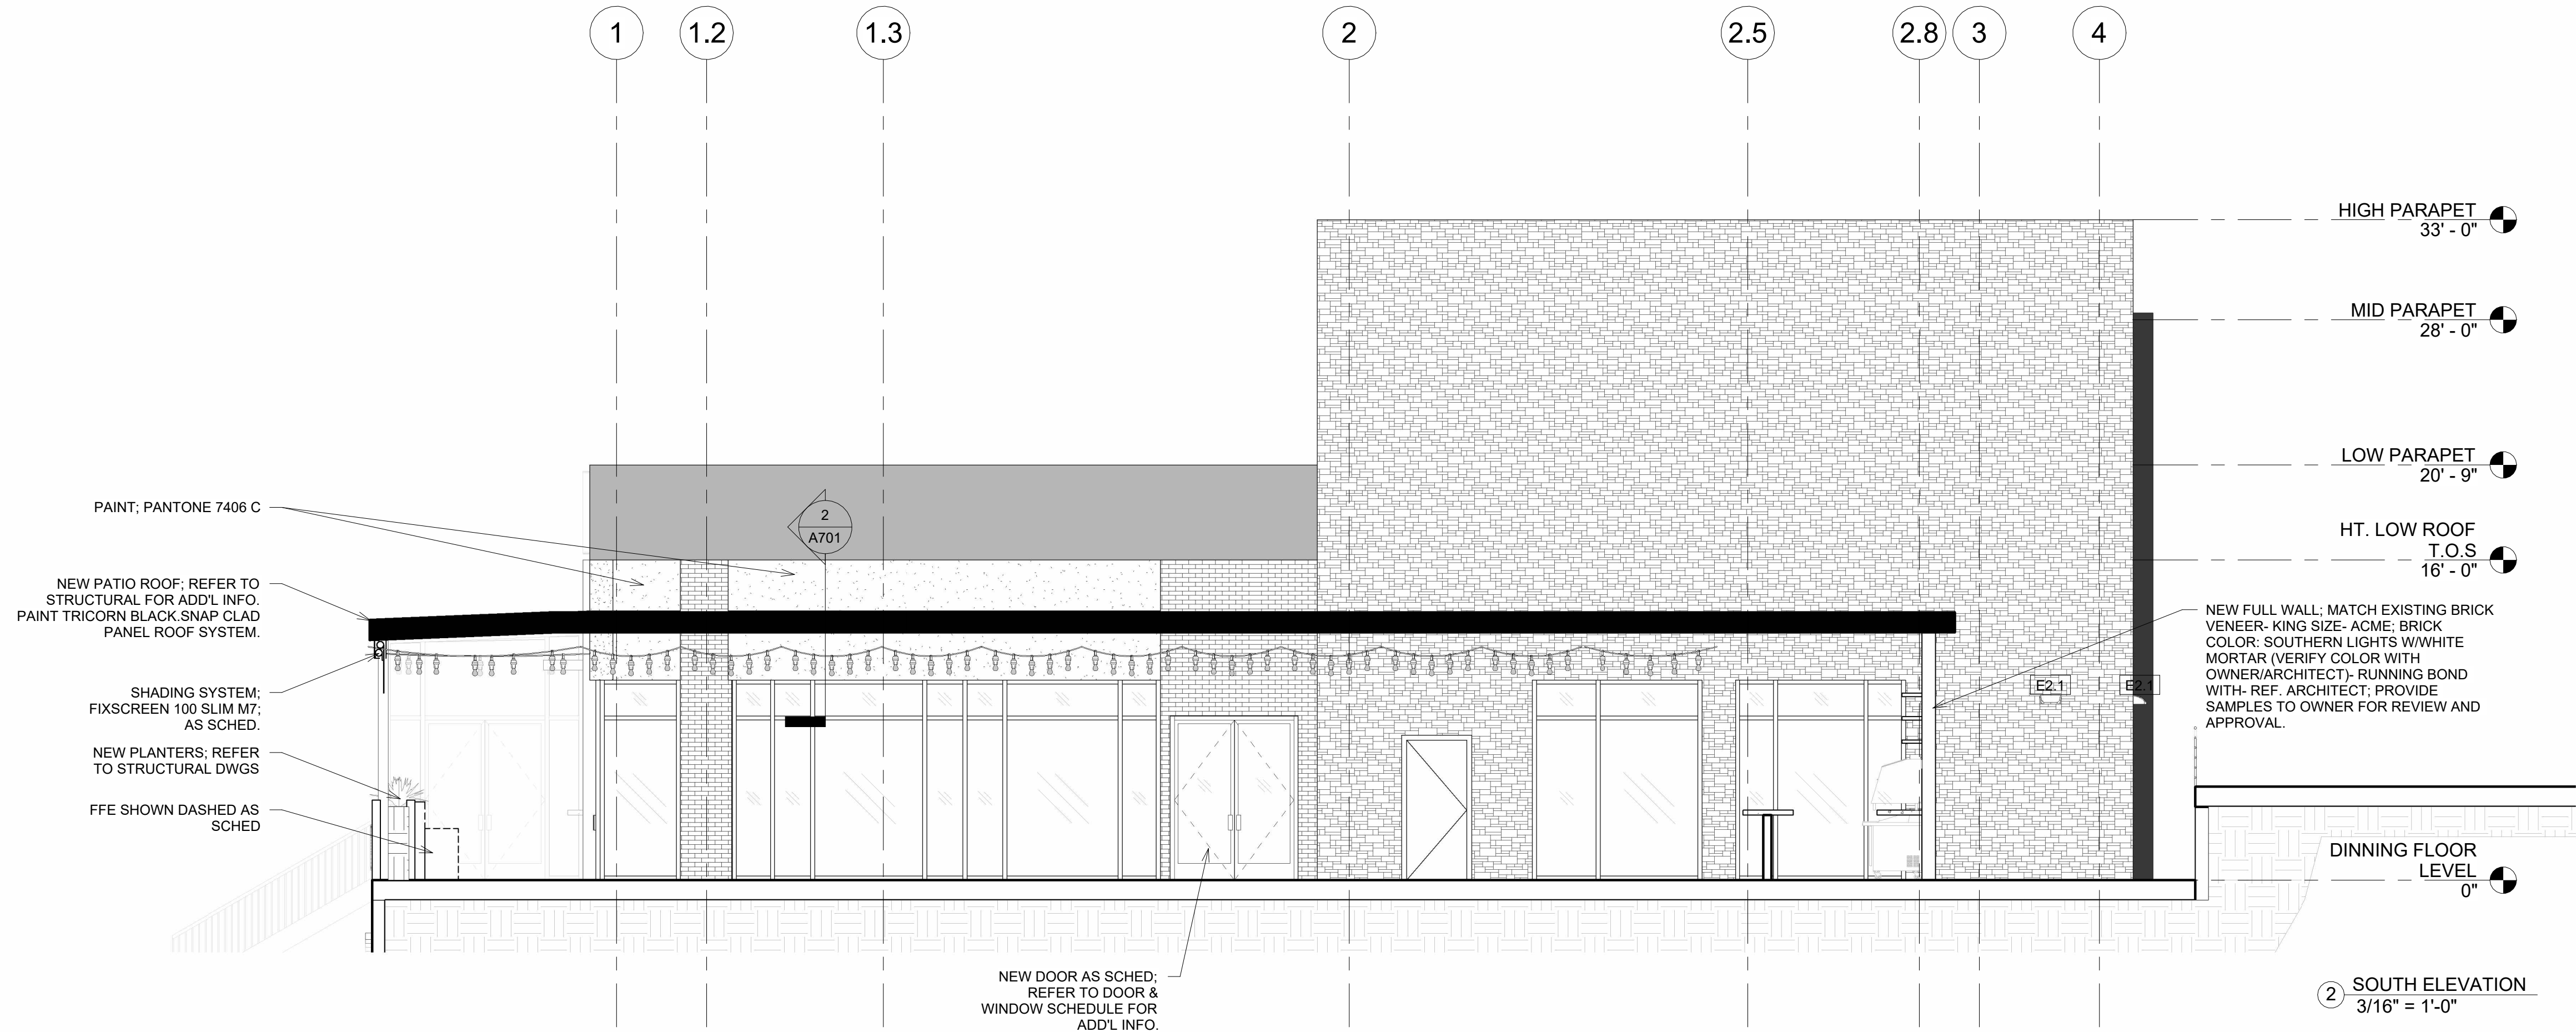 1
1.2
1.3
2
2.5
2.8
3
4
HIGH PARAPET
33' - 0"
MID PARAPET
28' - 0"
LOW PARAPET
20' - 9"
HT. LOW ROOF
T.O.S
16' - 0"
PAINT; PANTONE 7406 C
2
A701
NEW PATIO ROOF; REFER TO
STRUCTURAL FOR ADD'L INFO.
PAINT TRICORN BLACK.SNAP CLAD
PANEL ROOF SYSTEM.
SHADING SYSTEM;
FIXSCREEN 100 SLIM M7;
AS SCHED.
NEW PLANTERS; REFER
TO STRUCTURAL DWGS
FFE SHOWN DASHED AS
SCHED
NEW FULL WALL; MATCH EXISTING BRICK
VENEER- KING SIZE- ACME; BRICK
COLOR: SOUTHERN LIGHTS W/WHITE
MORTAR (VERIFY COLOR WITH
OWNER/ARCHITECT)- RUNNING BOND
WITH- REF. ARCHITECT; PROVIDE
SAMPLES TO OWNER FOR REVIEW AND
APPROVAL.
E2.1
E2.1
DINNING FLOOR
LEVEL
0"
NEW DOOR AS SCHED;
REFER TO DOOR &
WINDOW SCHEDULE FOR
ADD'L INFO.
2
SOUTH ELEVATION
3/16" = 1'-0"